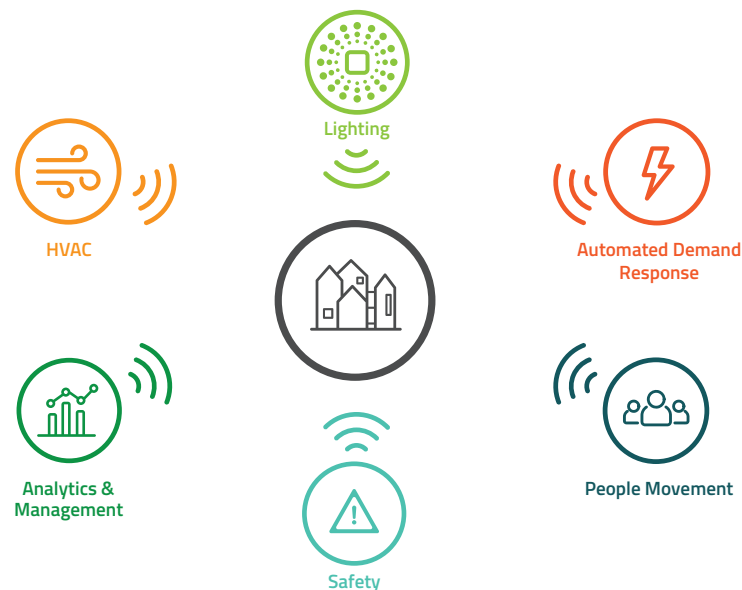 Lighting
HVAC
Automated Demand
Response
Analytics &
Management
People Movement
Safety